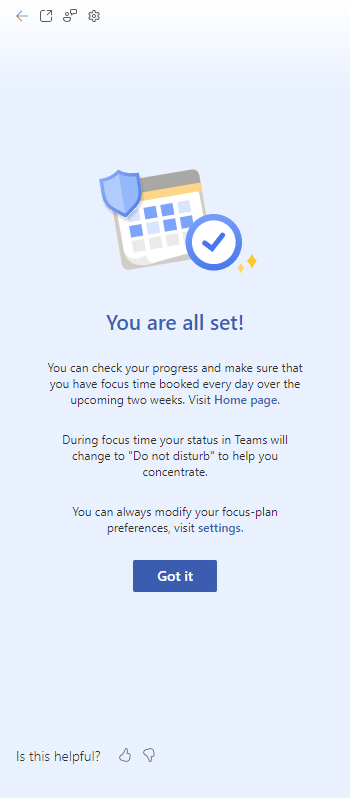 You are all set!
You can check your progress and make sure that
you have focus time booked every day over the
upcoming two weeks. Visit Home page.
During focus time your status in Teams will
change to "Do not disturb" to help you
concentrate.
You can always modify your focus-plan
preferences, visit settings.
Got it
Is this helpful?